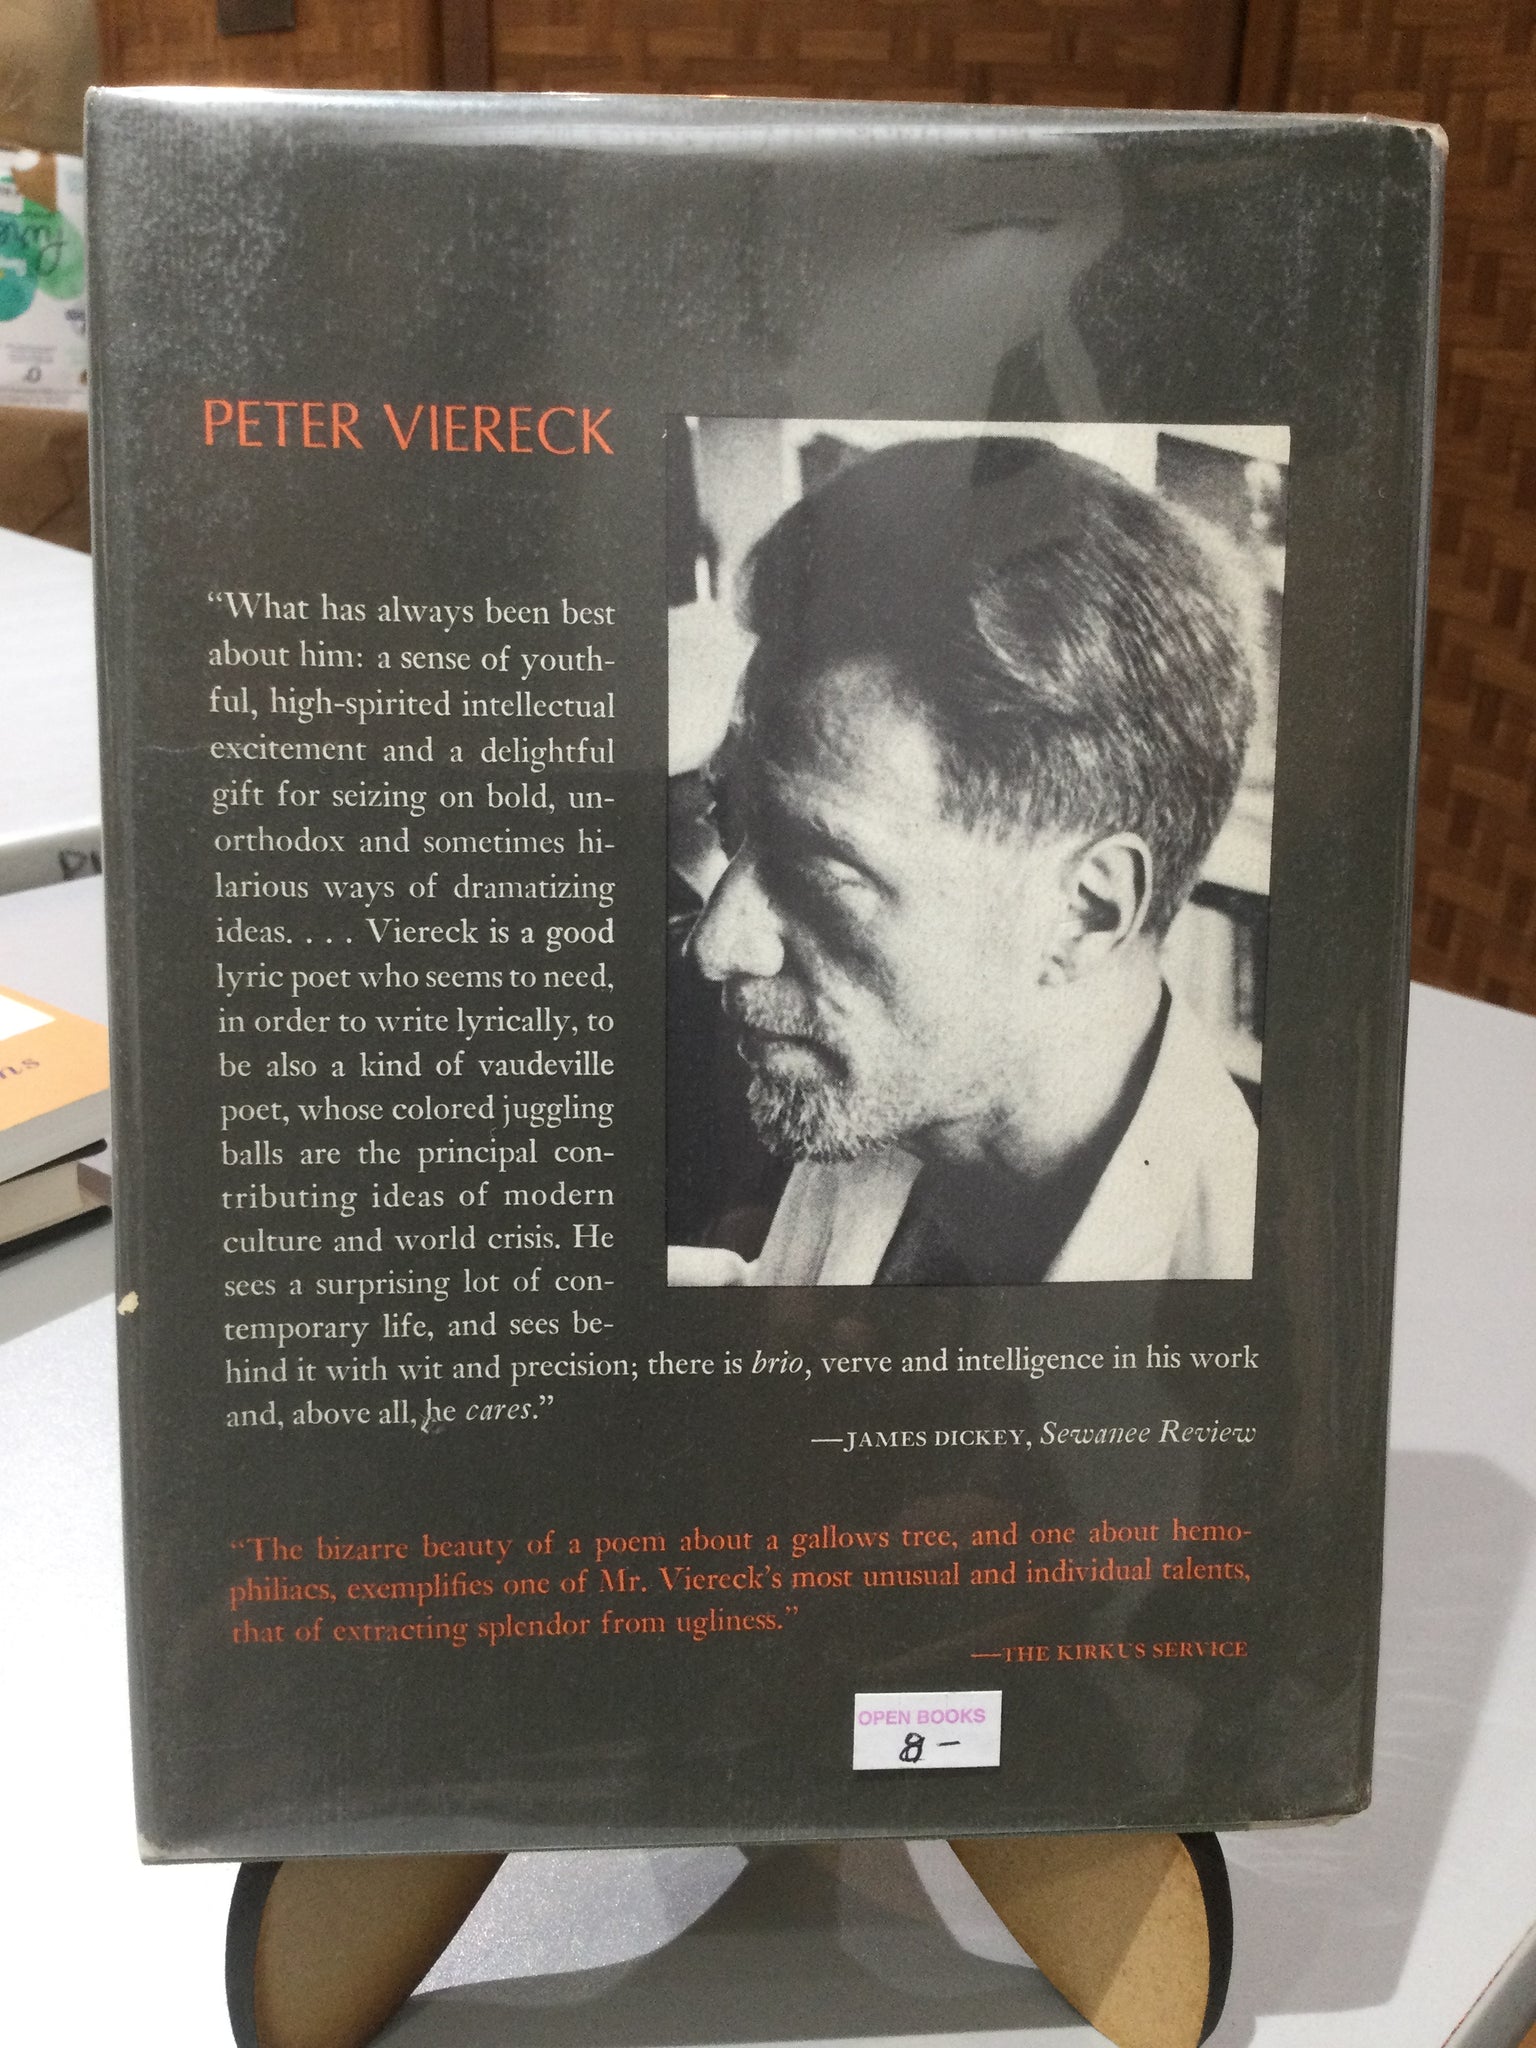 PETER VIERECK
“What has always been best
about him: a sense of youth-
ful, high-spirited intellectual
excitement and a delightful
gift for seizing on bold, un-
orthodox and sometimes hi-
larious ways of dramatizing
ideas. . . . Viereck is a good
lyric poet who seems to need,
in order to write lyrically, to
be also a kind of vaudeville
poet, whose colored juggling
balls are the principal con-
tributing ideas of modern
culture and world crisis. He
sees a surprising lot of con-
temporary life, and sees be-
hind it with wit and precision; there is brio, verve and intelligence in his work
and, above all, he cares.”
—JAMES DICKEY, Sewanee Review
“The bizarre beauty of a poem about a gallows tree, and one about hemo-
philiacs, exemplifies one of Mr. Viereck’s most unusual and individual talents,
that of extracting splendor from ugliness.”
—THE KIRKUS SERVICE
OPEN BOOKS
8 –